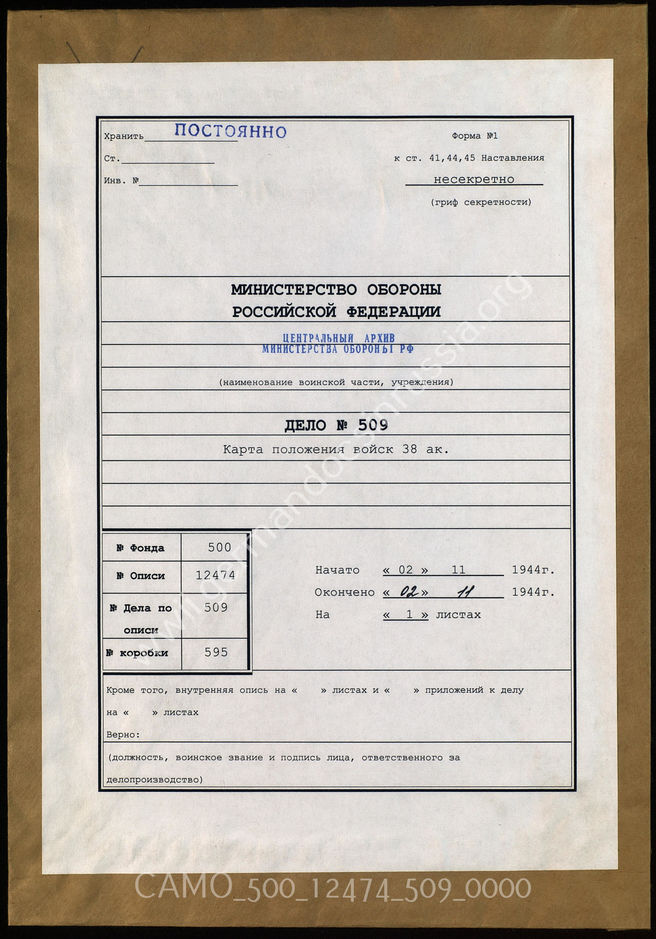 Хранить ПОСТОЯННО
Ст.
Инв. №
Форма №1
к ст. 41,44,45 Наставления
несекретно
(гриф секретности)
МИНИСТЕРСТВО ОБОРОНЫ
РОССИЙСКОЙ ФЕДЕРАЦИИ
ЦЕНТРАЛЬНЫЙ АРХИВ
МИНИСТЕРСТВА ОБОРОНЫ РФ
(наименование воинской части, учреждения)
ДЕЛО № 509
Карта положения войск 38 ак.
№ Фонда 500
№ Описи 12474
№ Дела по 509
описи
№ коробки 595
Начато « 02 » 11 1944г.
Окончено « 02 » 11 1944г.
На « 1 » листах
Кроме того, внутренняя опись на « » листах и « » приложений к делу
на « » листах
Верно:
(должность, воинское звание и подпись лица, ответственного за
делопроизводство)
www.germandocsinrussia.org
CAMO_500_12474_509_0000